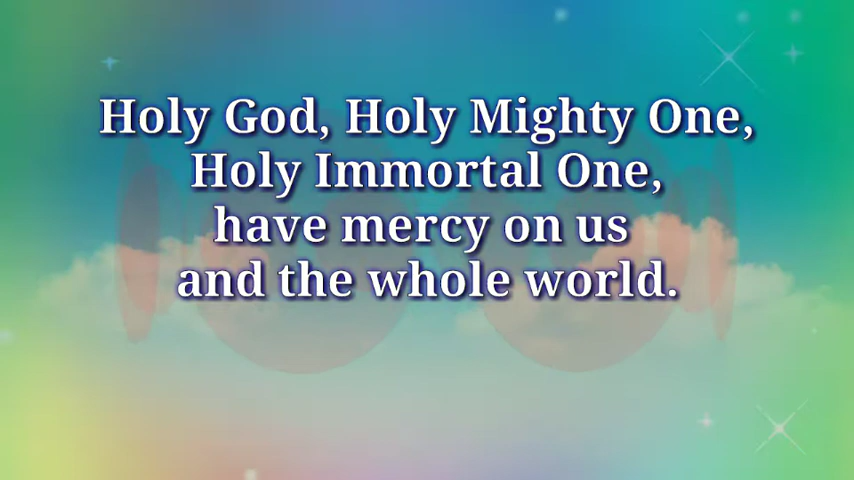 Holy God, Holy Mighty One,
Holy Immortal One,
have mercy on us
and the whole world.